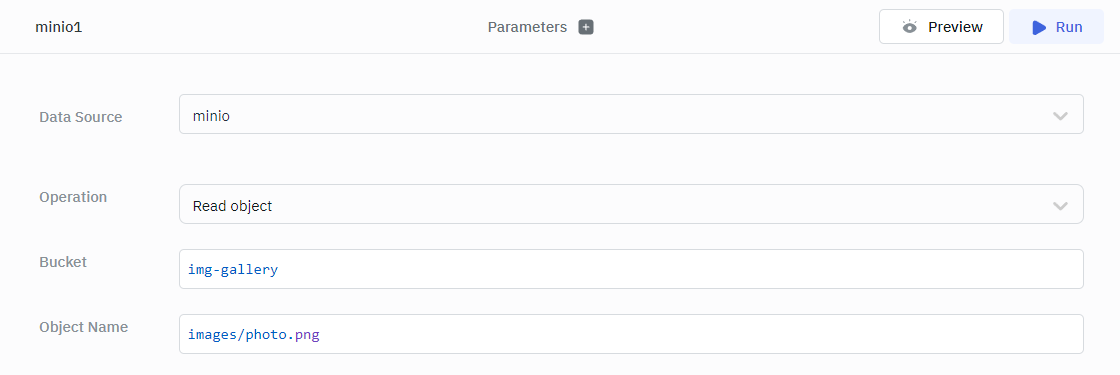 minio1
Parameters
Preview
Run
Data Source
minio
Operation
Read object
Bucket
img-gallery
Object Name
images/photo.png